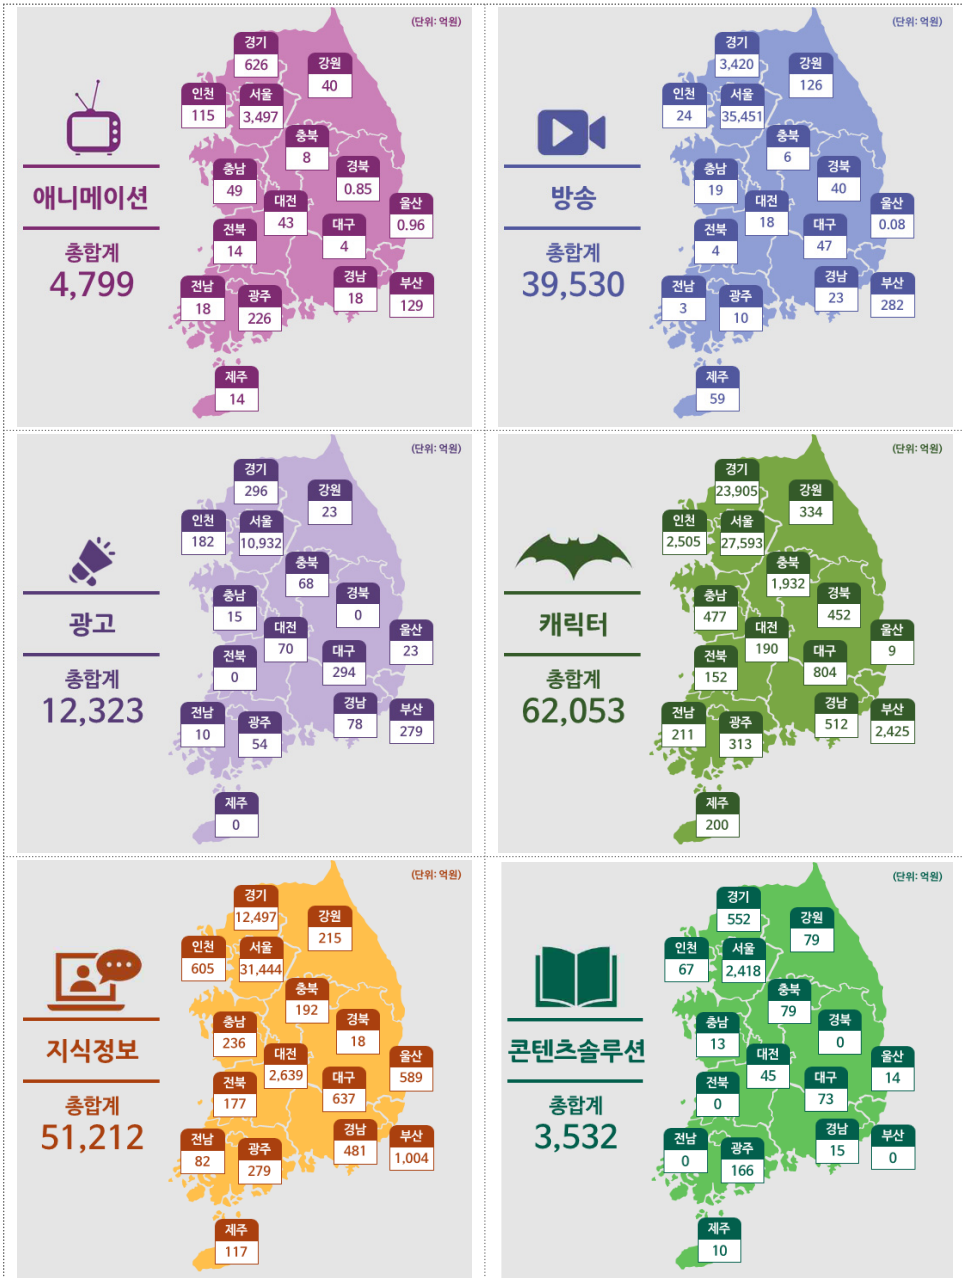 (단위: 억원)
애니메이션
총합계
4,799
경기
626
강원
40
인천
115
서울
3,497
충북
8
충남
49
경북
0.85
대전
43
울산
0.96
전북
14
대구
4
전남
18
광주
226
경남
18
부산
129
제주
14
(단위: 억원)
방송
총합계
39,530
경기
3,420
강원
126
인천
24
서울
35,451
충북
6
충남
19
경북
40
대전
18
울산
0.08
전북
4
대구
47
전남
3
광주
10
경남
23
부산
282
제주
59
(단위: 억원)
광고
총합계
12,323
경기
296
강원
23
인천
182
서울
10,932
충북
68
충남
15
경북
0
대전
70
울산
23
전북
0
대구
294
전남
10
광주
54
경남
78
부산
279
제주
0
(단위: 억원)
캐릭터
총합계
62,053
경기
23,905
강원
334
인천
2,505
서울
27,593
충북
1,932
충남
477
경북
452
대전
190
울산
9
전북
152
대구
804
전남
211
광주
313
경남
512
부산
2,425
제주
200
(단위: 억원)
지식정보
총합계
51,212
경기
12,497
강원
215
인천
605
서울
31,444
충북
192
충남
236
경북
18
대전
2,639
울산
589
전북
177
대구
637
전남
82
광주
279
경남
481
부산
1,004
제주
117
(단위: 억원)
콘텐츠솔루션
총합계
3,532
경기
552
강원
79
인천
67
서울
2,418
충북
79
충남
13
경북
0
대전
45
울산
14
전북
0
대구
73
전남
0
광주
166
경남
15
부산
0
제주
10